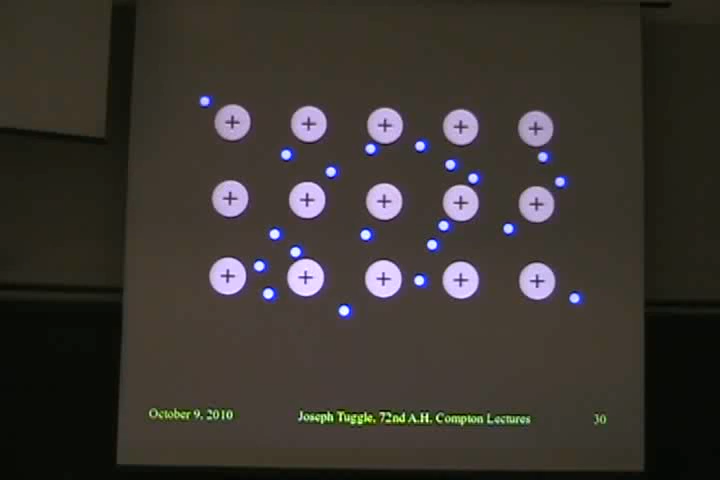 + + + + +
+ + + + +
+ + + + +
October 9, 2010 Joseph Tuggle, 72nd A.H. Compton Lectures 30